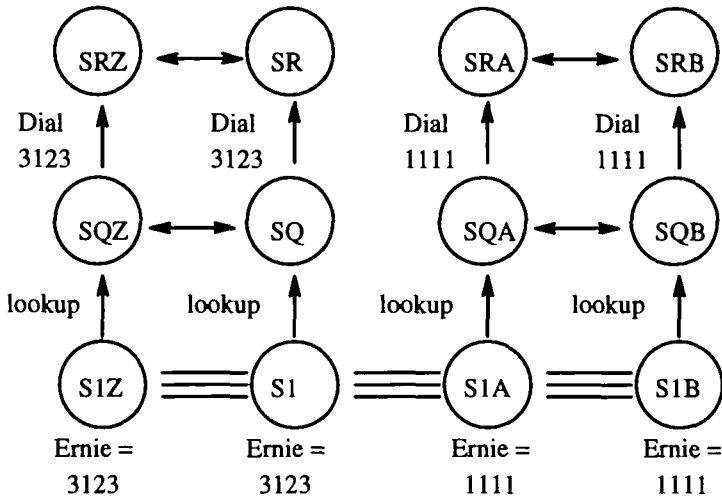 SRZ SR SRA SRB
Dial Dial Dial Dial
3123 3123 1111 1111
SQZ SQ SQA SQB
lookup lookup lookup lookup
S1Z S1 S1A S1B
Ernie = Ernie = Ernie = Ernie =
3123 3123 1111 1111